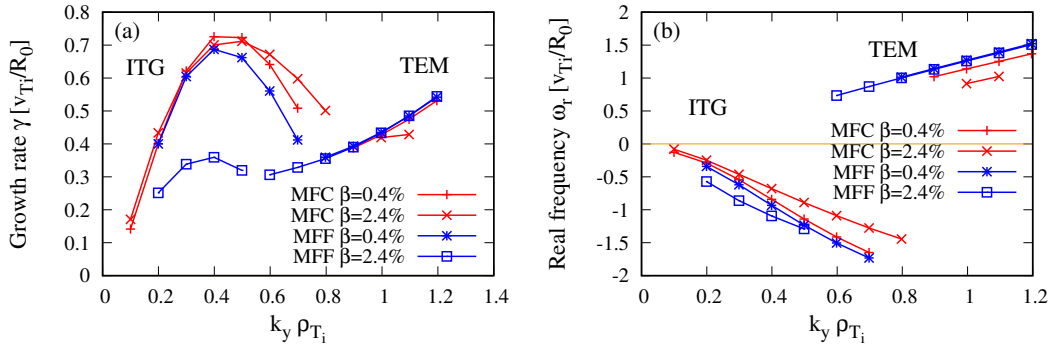 (a)
ITG
TEM
Growth rate γ [v_Ti/R_0]
0.8
0.7
0.6
0.5
0.4
0.3
0.2
0.1
0
MFC β=0.4%
MFC β=2.4%
MFF β=0.4%
MFF β=2.4%
0 0.2 0.4 0.6 0.8 1 1.2 1.4
k_y ρ_T_i
(b)
TEM
ITG
Real frequency ω_r [v_Ti/R_0]
2
1.5
1
0.5
0
-0.5
-1
-1.5
-2
MFC β=0.4%
MFC β=2.4%
MFF β=0.4%
MFF β=2.4%
0 0.2 0.4 0.6 0.8 1 1.2
k_y ρ_T_i